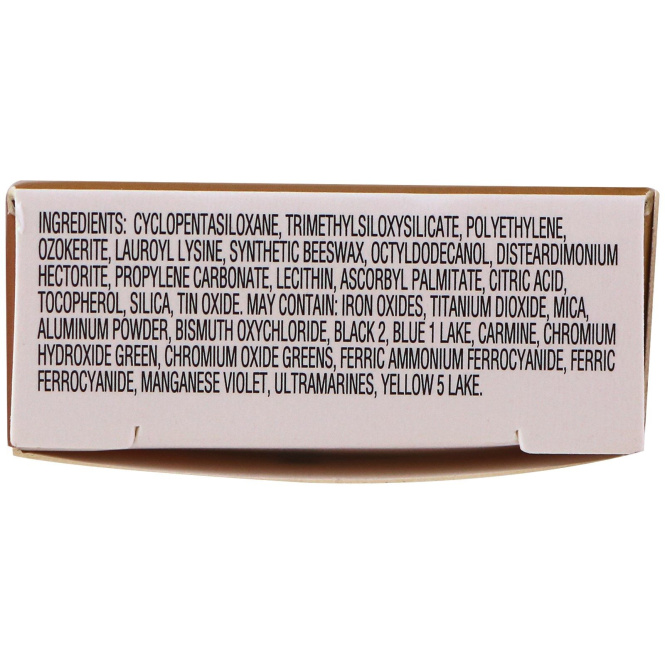 INGREDIENTS: CYCLOPENTASILOXANE, TRIMETHYLSILOXYSILICATE, POLYETHYLENE,
OZOKERITE, LAUROYL LYSINE, SYNTHETIC BEESWAX, OCTYLDODECANOL, DISTEARDIMONIUM
HECTORITE, PROPYLENE CARBONATE, LECITHIN, ASCORBYL PALMITATE, CITRIC ACID,
TOCOPHEROL, SILICA, TIN OXIDE. MAY CONTAIN: IRON OXIDES, TITANIUM DIOXIDE, MICA,
ALUMINUM POWDER, BISMUTH OXYCHLORIDE, BLACK 2, BLUE 1 LAKE, CARMINE, CHROMIUM
HYDROXIDE GREEN, CHROMIUM OXIDE GREENS, FERRIC AMMONIUM FERROCYANIDE, FERRIC
FERROCYANIDE, MANGANESE VIOLET, ULTRAMARINES, YELLOW 5 LAKE.